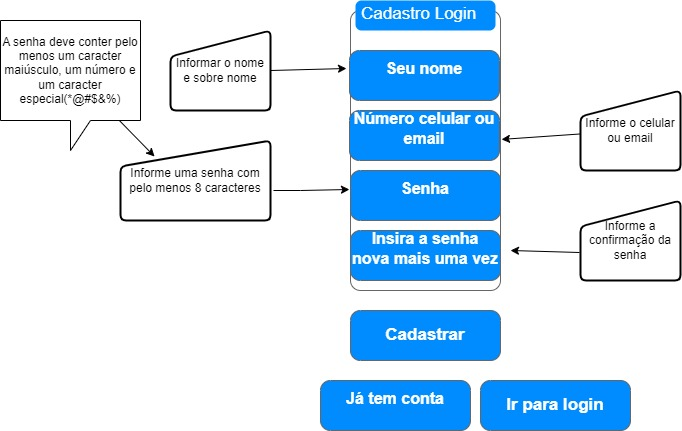 Cadastro Login
A senha deve conter pelo
menos um caracter
maiúsculo, um número e
um caracter
especial(*@#$&%)
Informar o nome
e sobre nome
Seu nome
Número celular ou
email
Informe o celular
ou email
Informe uma senha com
pelo menos 8 caracteres
Senha
Insira a senha
nova mais uma vez
Informe a
confirmação da
senha
Cadastrar
Já tem conta
Ir para login